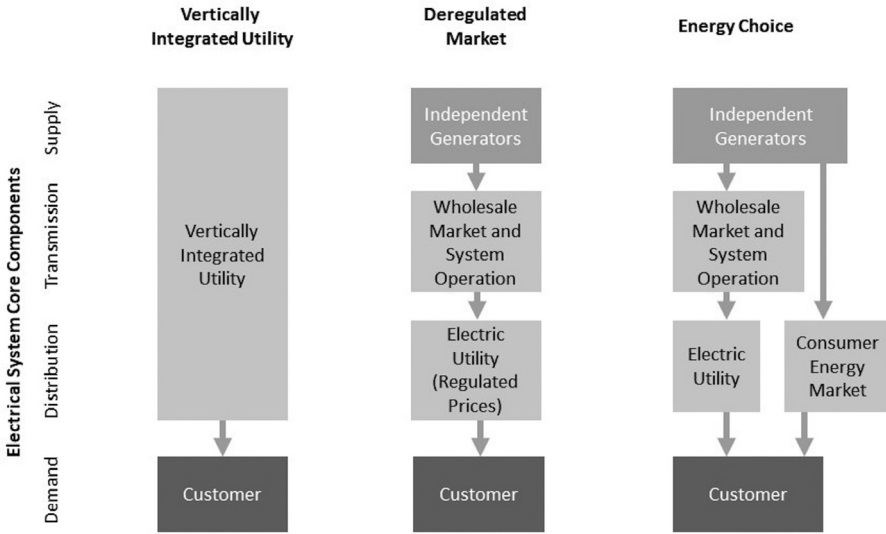 Vertically
Integrated Utility
Deregulated
Market
Energy Choice
Electrical System Core Components
Supply
Transmission
Distribution
Demand
Vertically
Integrated
Utility
Customer
Independent
Generators
Wholesale
Market and
System
Operation
Electric
Utility
(Regulated
Prices)
Customer
Independent
Generators
Wholesale
Market and
System
Operation
Electric
Utility
Consumer
Energy
Market
Customer